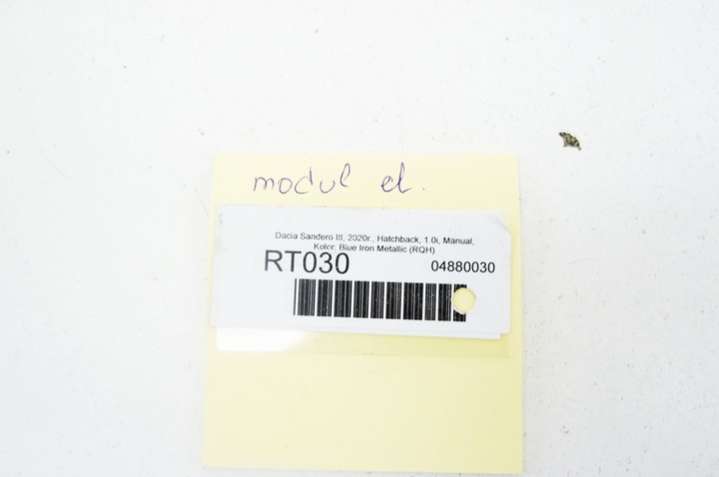 modul el.
Dacia Sandero III, 2020r., Hatchback, 1.0i, Manual,
Kolor: Blue Iron Metallic (RQH)
RT030
04880030